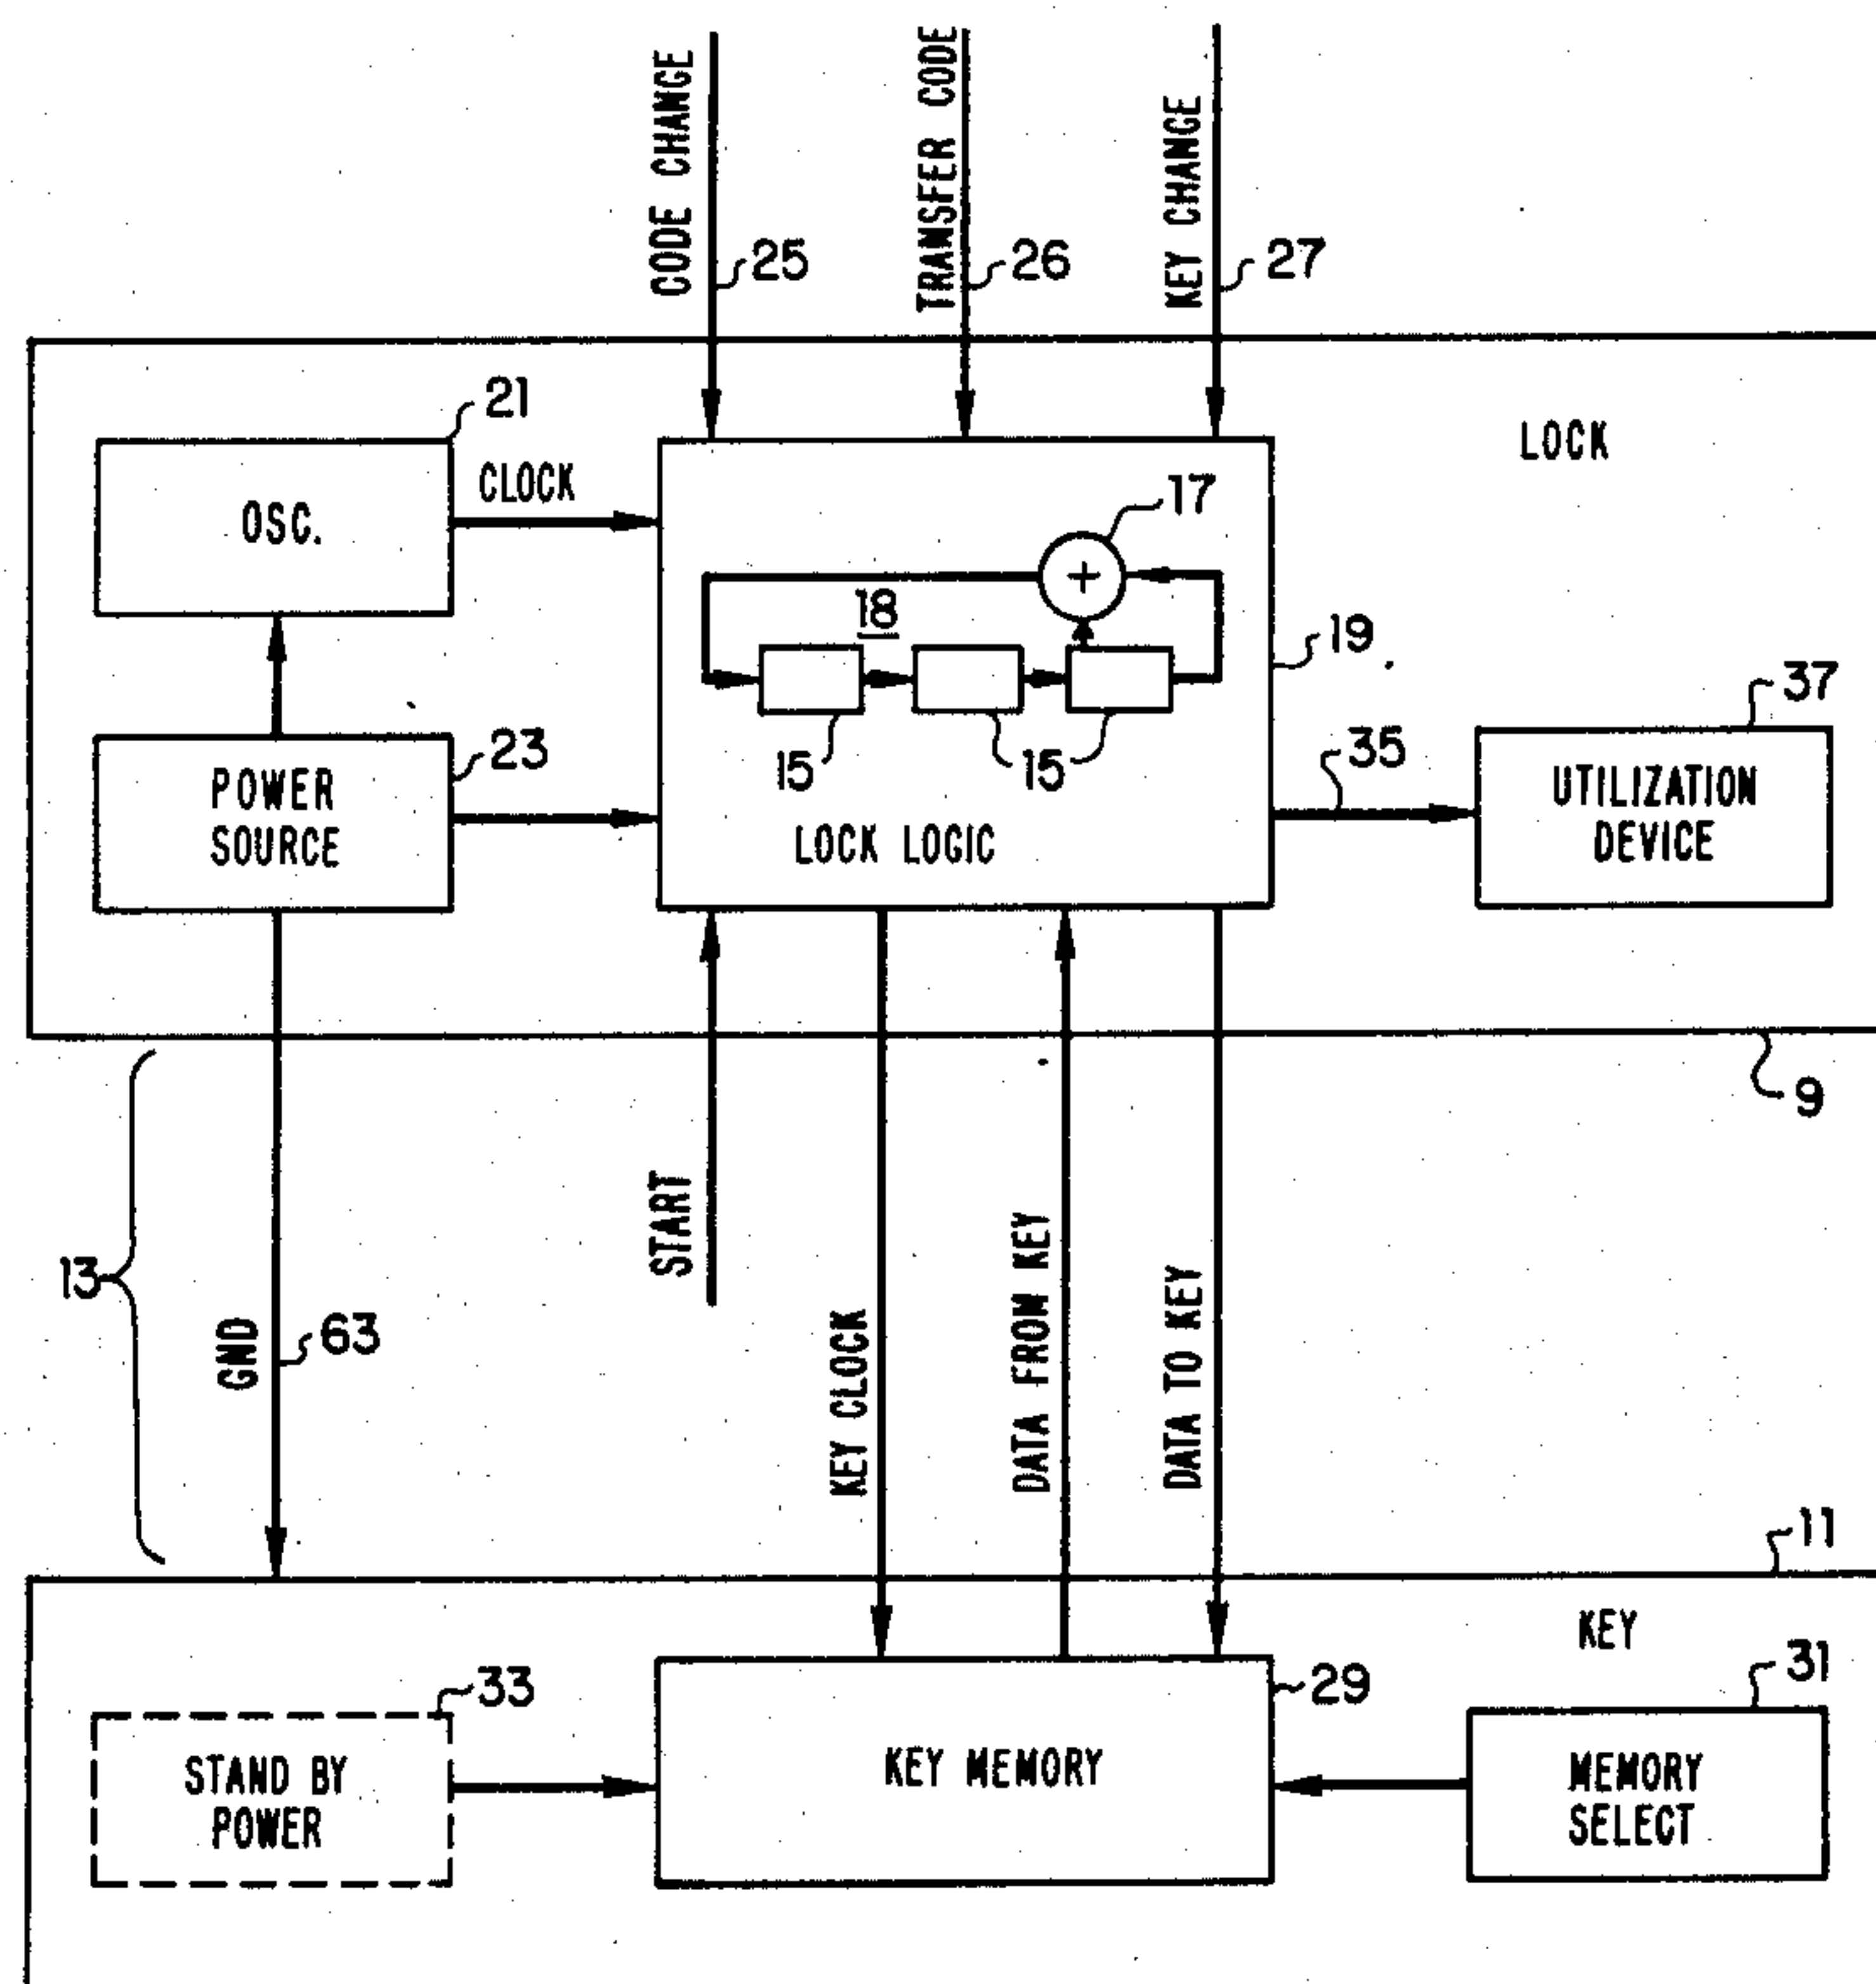 CODE CHANGE
25
TRANSFER CODE
26
KEY CHANGE
27
LOCK
21
OSC.
CLOCK
17
+
18
19
15
15
LOCK LOGIC
23
POWER
SOURCE
35
37
UTILIZATION
DEVICE
9
13
GND
63
START
KEY CLOCK
DATA FROM KEY
DATA TO KEY
11
KEY
33
STAND BY
POWER
29
KEY MEMORY
31
MEMORY
SELECT